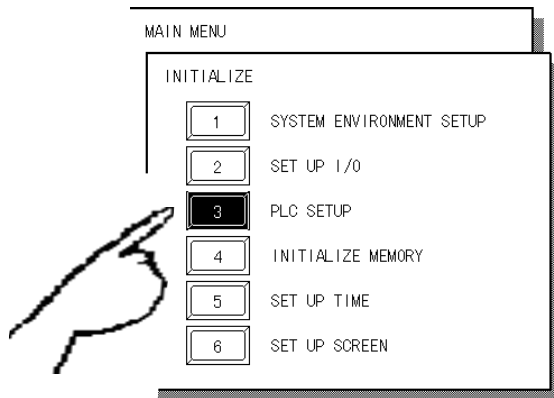 MAIN MENU
INITIALIZE
1 SYSTEM ENVIRONMENT SETUP
2 SET UP I/O
3 PLC SETUP
4 INITIALIZE MEMORY
5 SET UP TIME
6 SET UP SCREEN